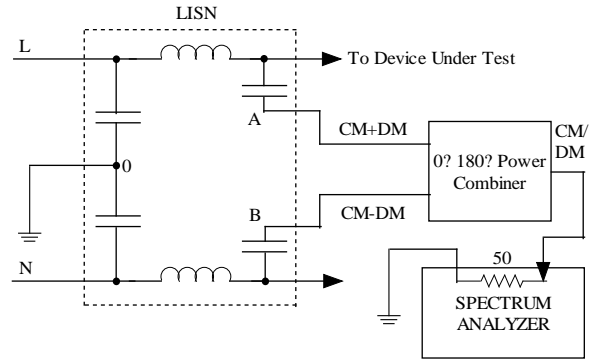 LISN
L
To Device Under Test
A
CM+DM
CM/
DM
0? 180? Power
Combiner
0
B
CM-DM
N
50
SPECTRUM
ANALYZER